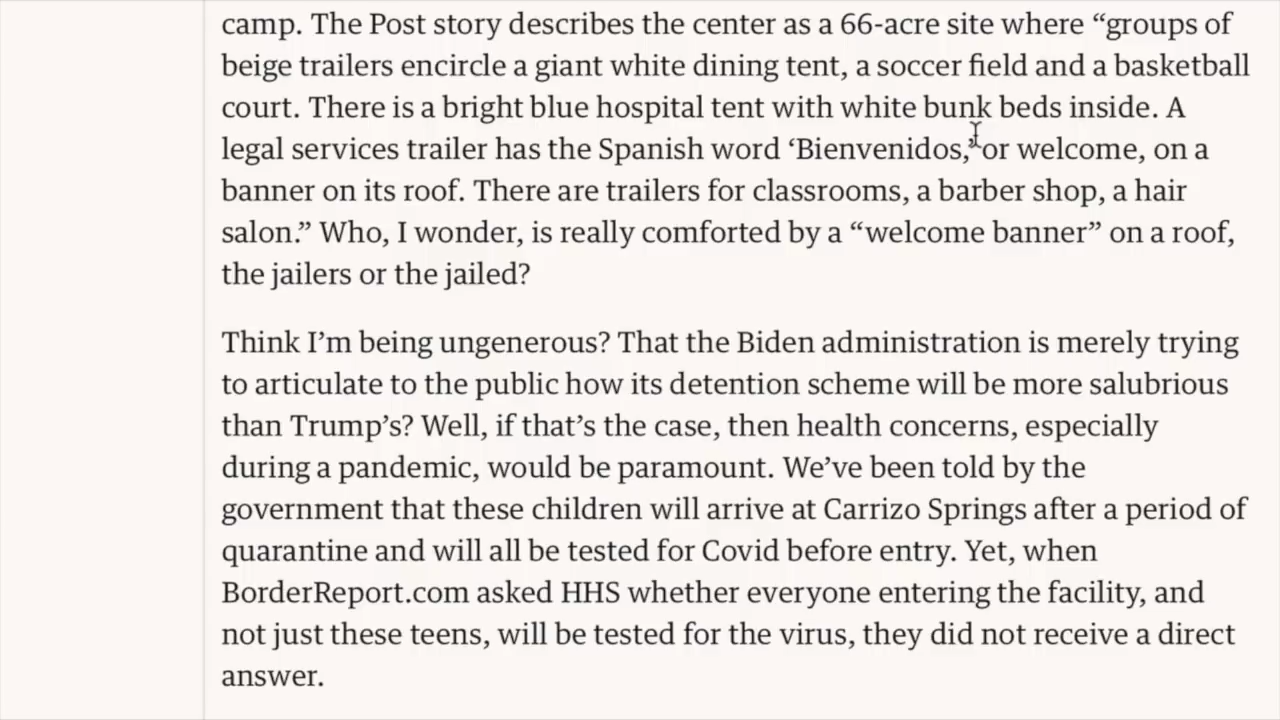 camp. The Post story describes the center as a 66-acre site where “groups of
beige trailers encircle a giant white dining tent, a soccer field and a basketball
court. There is a bright blue hospital tent with white bunk beds inside. A
legal services trailer has the Spanish word ‘Bienvenidos,’ or welcome, on a
banner on its roof. There are trailers for classrooms, a barber shop, a hair
salon.” Who, I wonder, is really comforted by a “welcome banner” on a roof,
the jailers or the jailed?
Think I’m being ungenerous? That the Biden administration is merely trying
to articulate to the public how its detention scheme will be more salubrious
than Trump’s? Well, if that’s the case, then health concerns, especially
during a pandemic, would be paramount. We’ve been told by the
government that these children will arrive at Carrizo Springs after a period of
quarantine and will all be tested for Covid before entry. Yet, when
BorderReport.com asked HHS whether everyone entering the facility, and
not just these teens, will be tested for the virus, they did not receive a direct
answer.